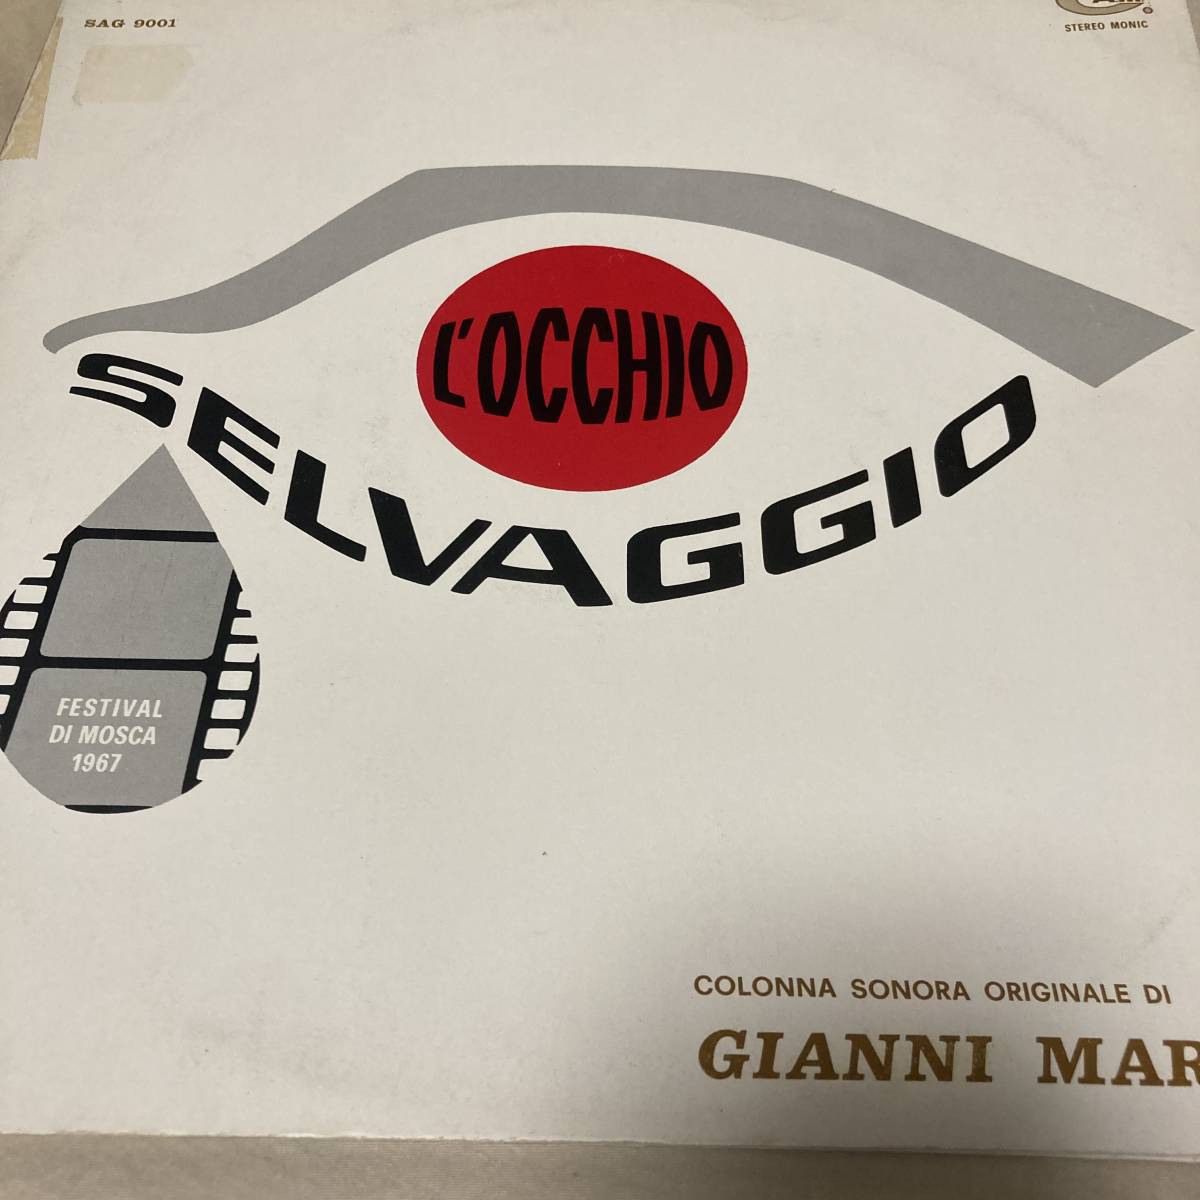 SAG 9001
STEREO MONIC
L'OCCHIO
SELVAGGIO
FESTIVAL
DI MOSCA
1967
COLONNA SONORA ORIGINALE DI
GIANNI MAR